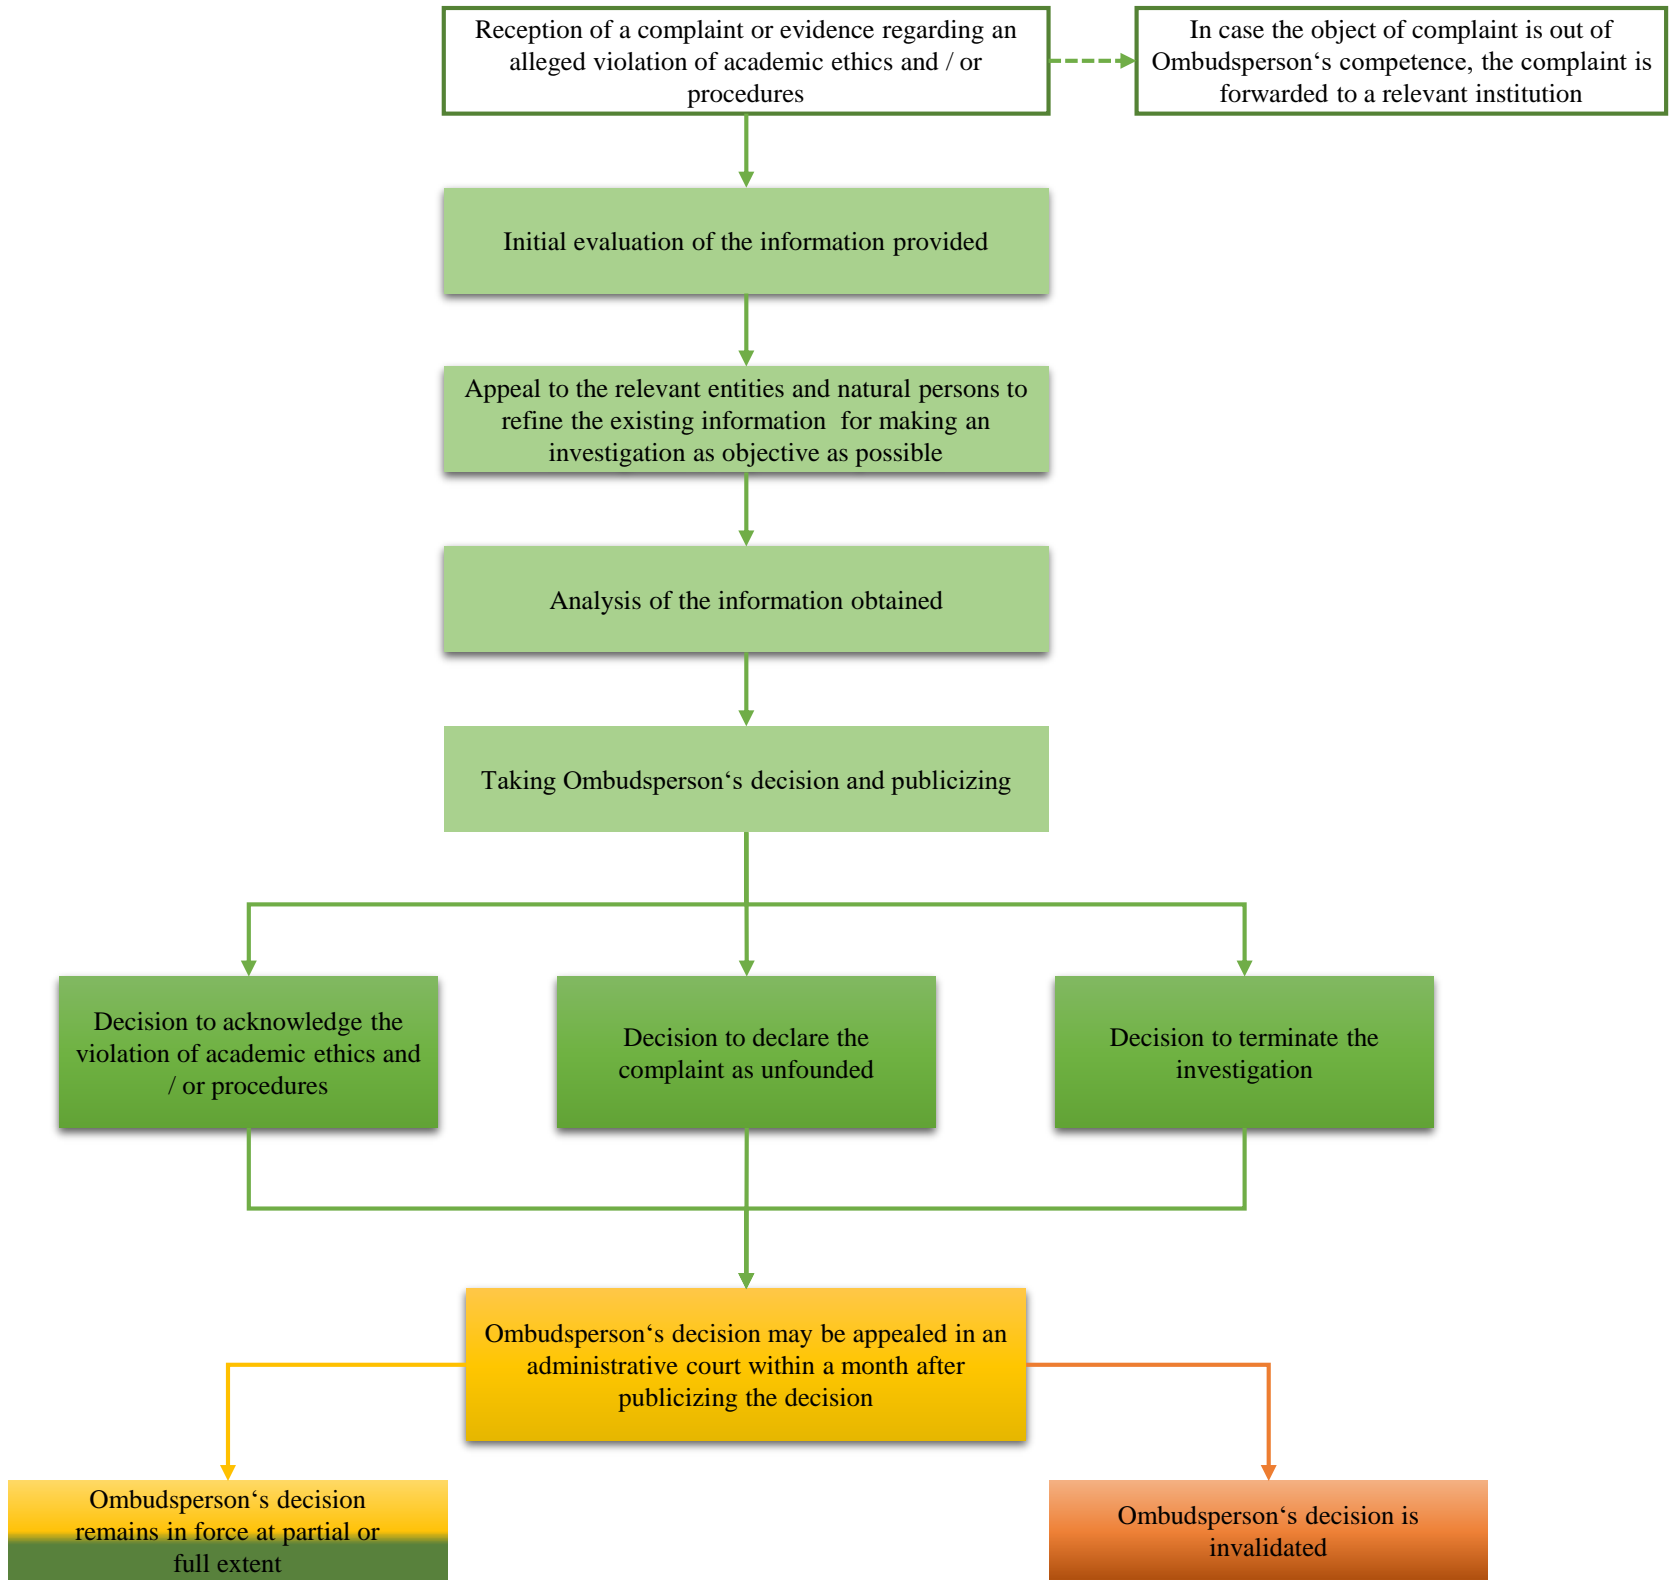 Reception of a complaint or evidence regarding an
alleged violation of academic ethics and / or
procedures
In case the object of complaint is out of
Ombudsperson‘s competence, the complaint is
forwarded to a relevant institution
Initial evaluation of the information provided
Appeal to the relevant entities and natural persons to
refine the existing information for making an
investigation as objective as possible
Analysis of the information obtained
Taking Ombudsperson‘s decision and publicizing
Decision to acknowledge the
violation of academic ethics and
/ or procedures
Decision to declare the
complaint as unfounded
Decision to terminate the
investigation
Ombudsperson‘s decision may be appealed in an
administrative court within a month after
publicizing the decision
Ombudsperson‘s decision
remains in force at partial or
full extent
Ombudsperson‘s decision is
invalidated